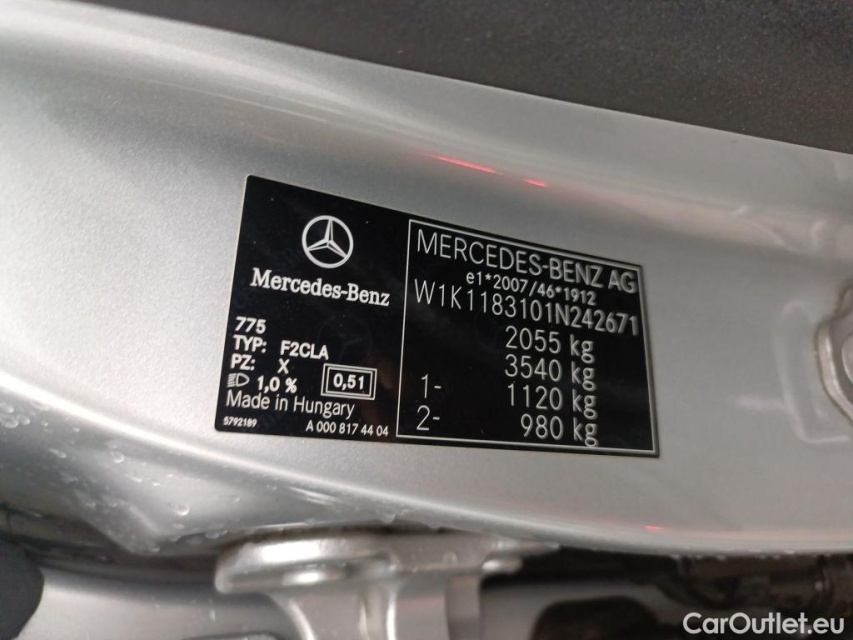 Mercedes-Benz
775
TYP: F2CLA
PZ: X
1,0 % 0,51
Made in Hungary
5792189 A 000 817 44 04
MERCEDES-BENZ AG
e1*2007/46*1912
W1K1183101N242671
2055 kg
3540 kg
1- 1120 kg
2- 980 kg
CarOutlet.eu